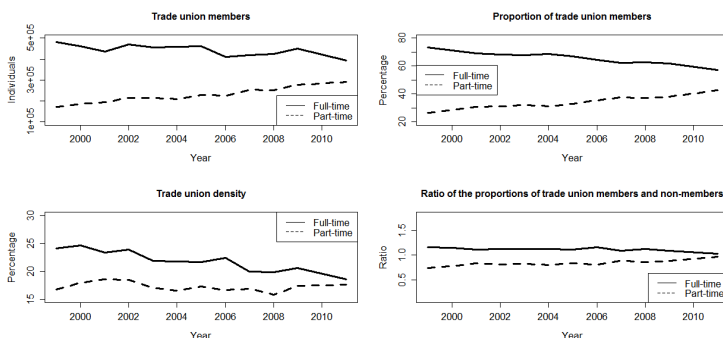 Trade union members
Individuals
1e+05 3e+05 5e+05
Full-time
Part-time
2000 2002 2004 2006 2008 2010
Year
Proportion of trade union members
Percentage
20 40 60 80
Full-time
Part-time
2000 2002 2004 2006 2008 2010
Year
Trade union density
Percentage
15 20 25 30
Full-time
Part-time
2000 2002 2004 2006 2008 2010
Year
Ratio of the proportions of trade union members and non-members
Ratio
0.5 1.0 1.5
Full-time
Part-time
2000 2002 2004 2006 2008 2010
Year